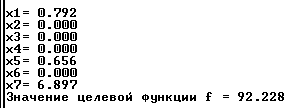 x1= 0.792
x2= 0.000
x3= 0.000
x4= 0.000
x5= 0.656
x6= 0.000
x7= 6.897
Значение целевой функции f = 92.228